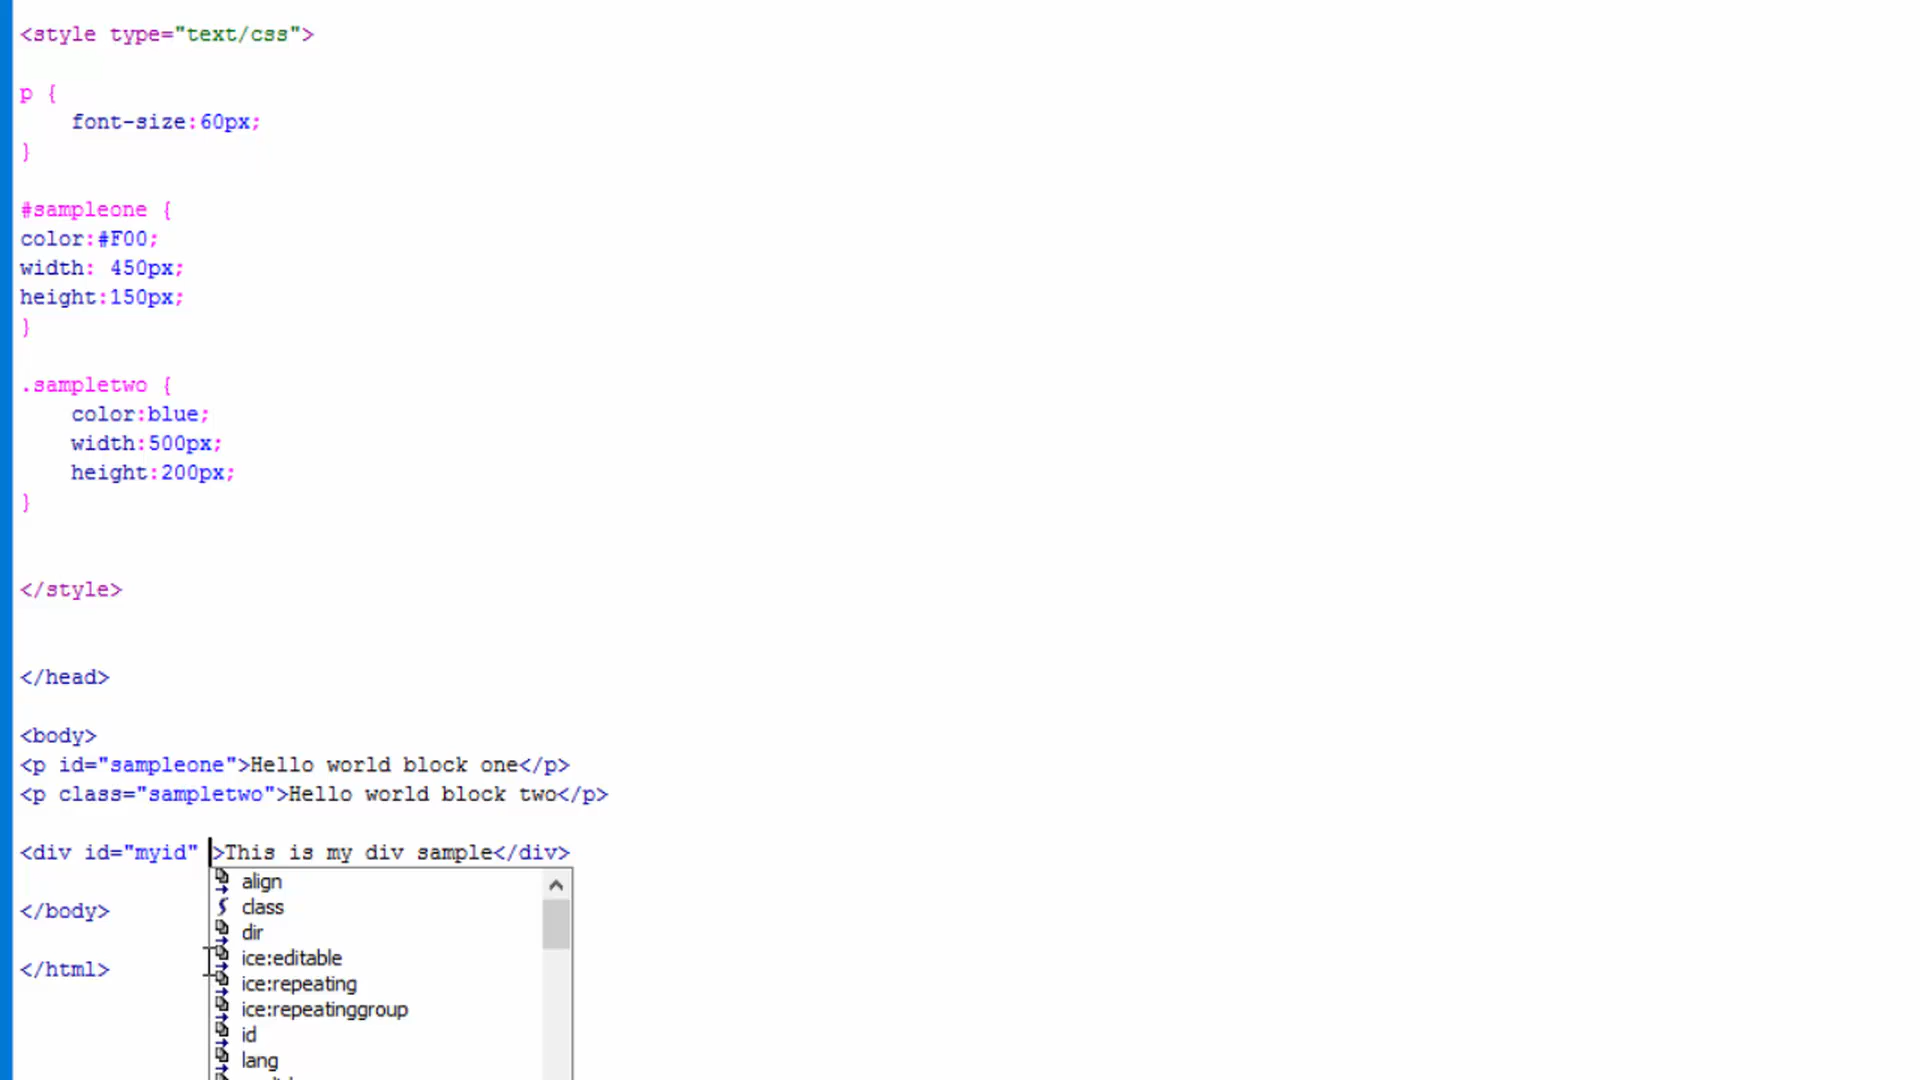 <style type="text/css">
p {
font-size:60px;
}
#sampleone {
color:#F00;
width: 450px;
height:150px;
}
.sampletwo {
color:blue;
width:500px;
height:200px;
}
</style>
</head>
<body>
<p id="sampleone">Hello world block one</p>
<p class="sampletwo">Hello world block two</p>
<div id="myid" >This is my div sample</div>
align
class
</body>
dir
ice:editable
</html>
ice:repeating
ice:repeatinggroup
id
lang